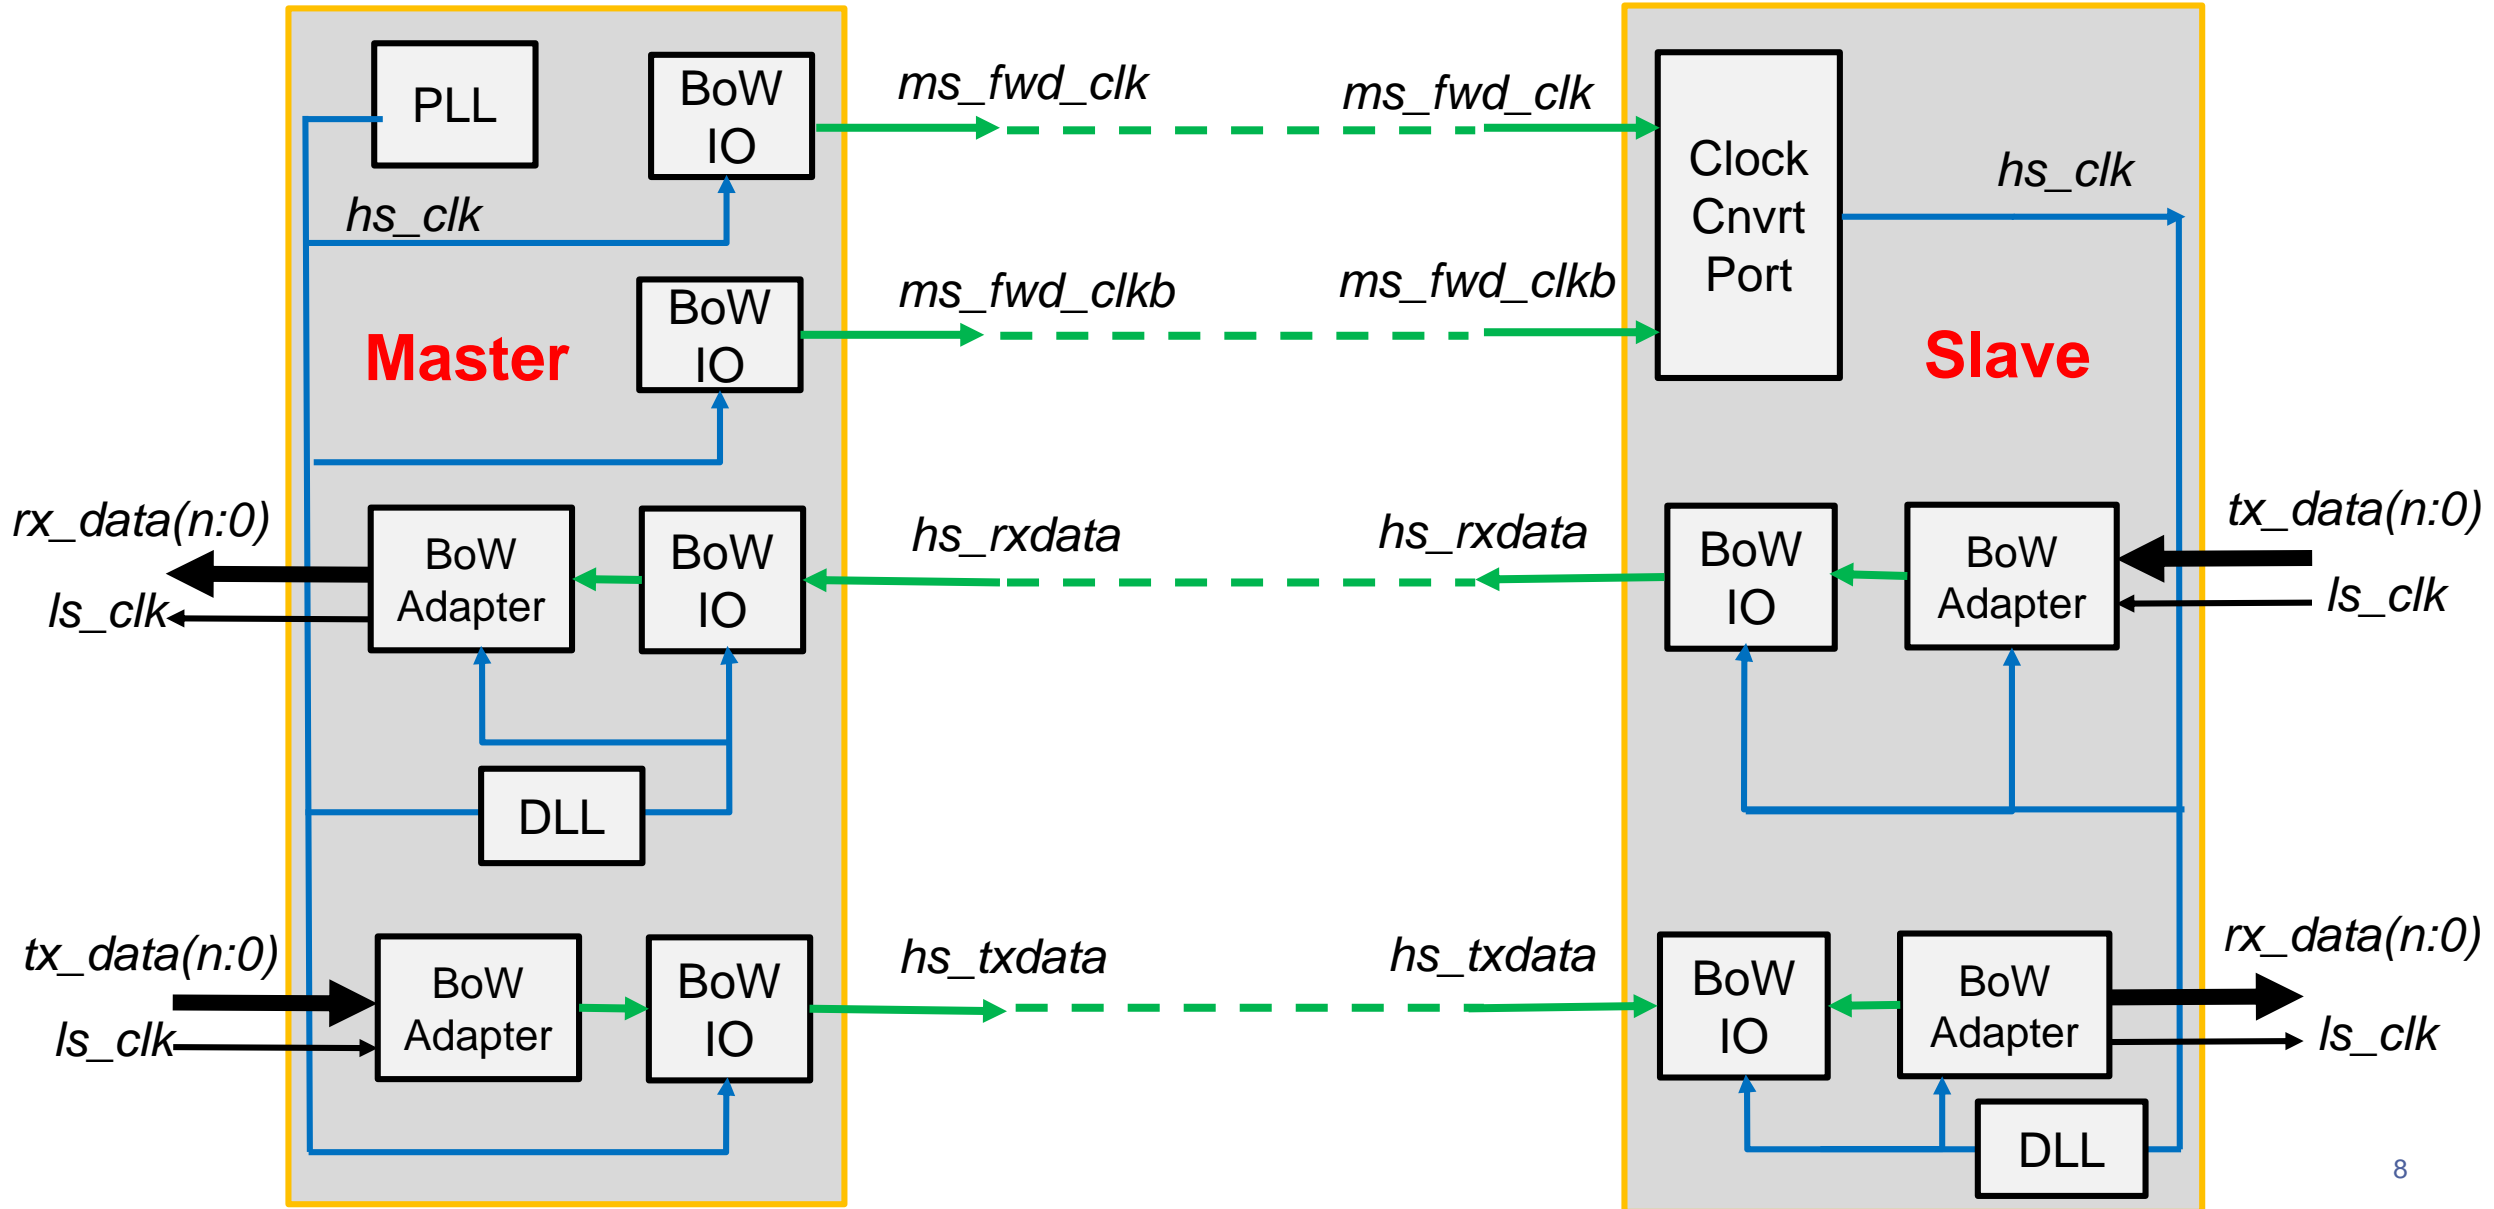 PLL
BoW
IO
ms_fwd_clk
ms_fwd_clk
Clock
Cnvrt
Port
hs_clk
hs_clk
BoW
IO
ms_fwd_clkb
ms_fwd_clkb
Master
Slave
rx_data(n:0)
ls_clk
BoW
Adapter
BoW
IO
hs_rxdata
hs_rxdata
BoW
IO
BoW
Adapter
tx_data(n:0)
ls_clk
DLL
tx_data(n:0)
ls_clk
BoW
Adapter
BoW
IO
hs_txdata
hs_txdata
BoW
IO
BoW
Adapter
rx_data(n:0)
ls_clk
DLL
8